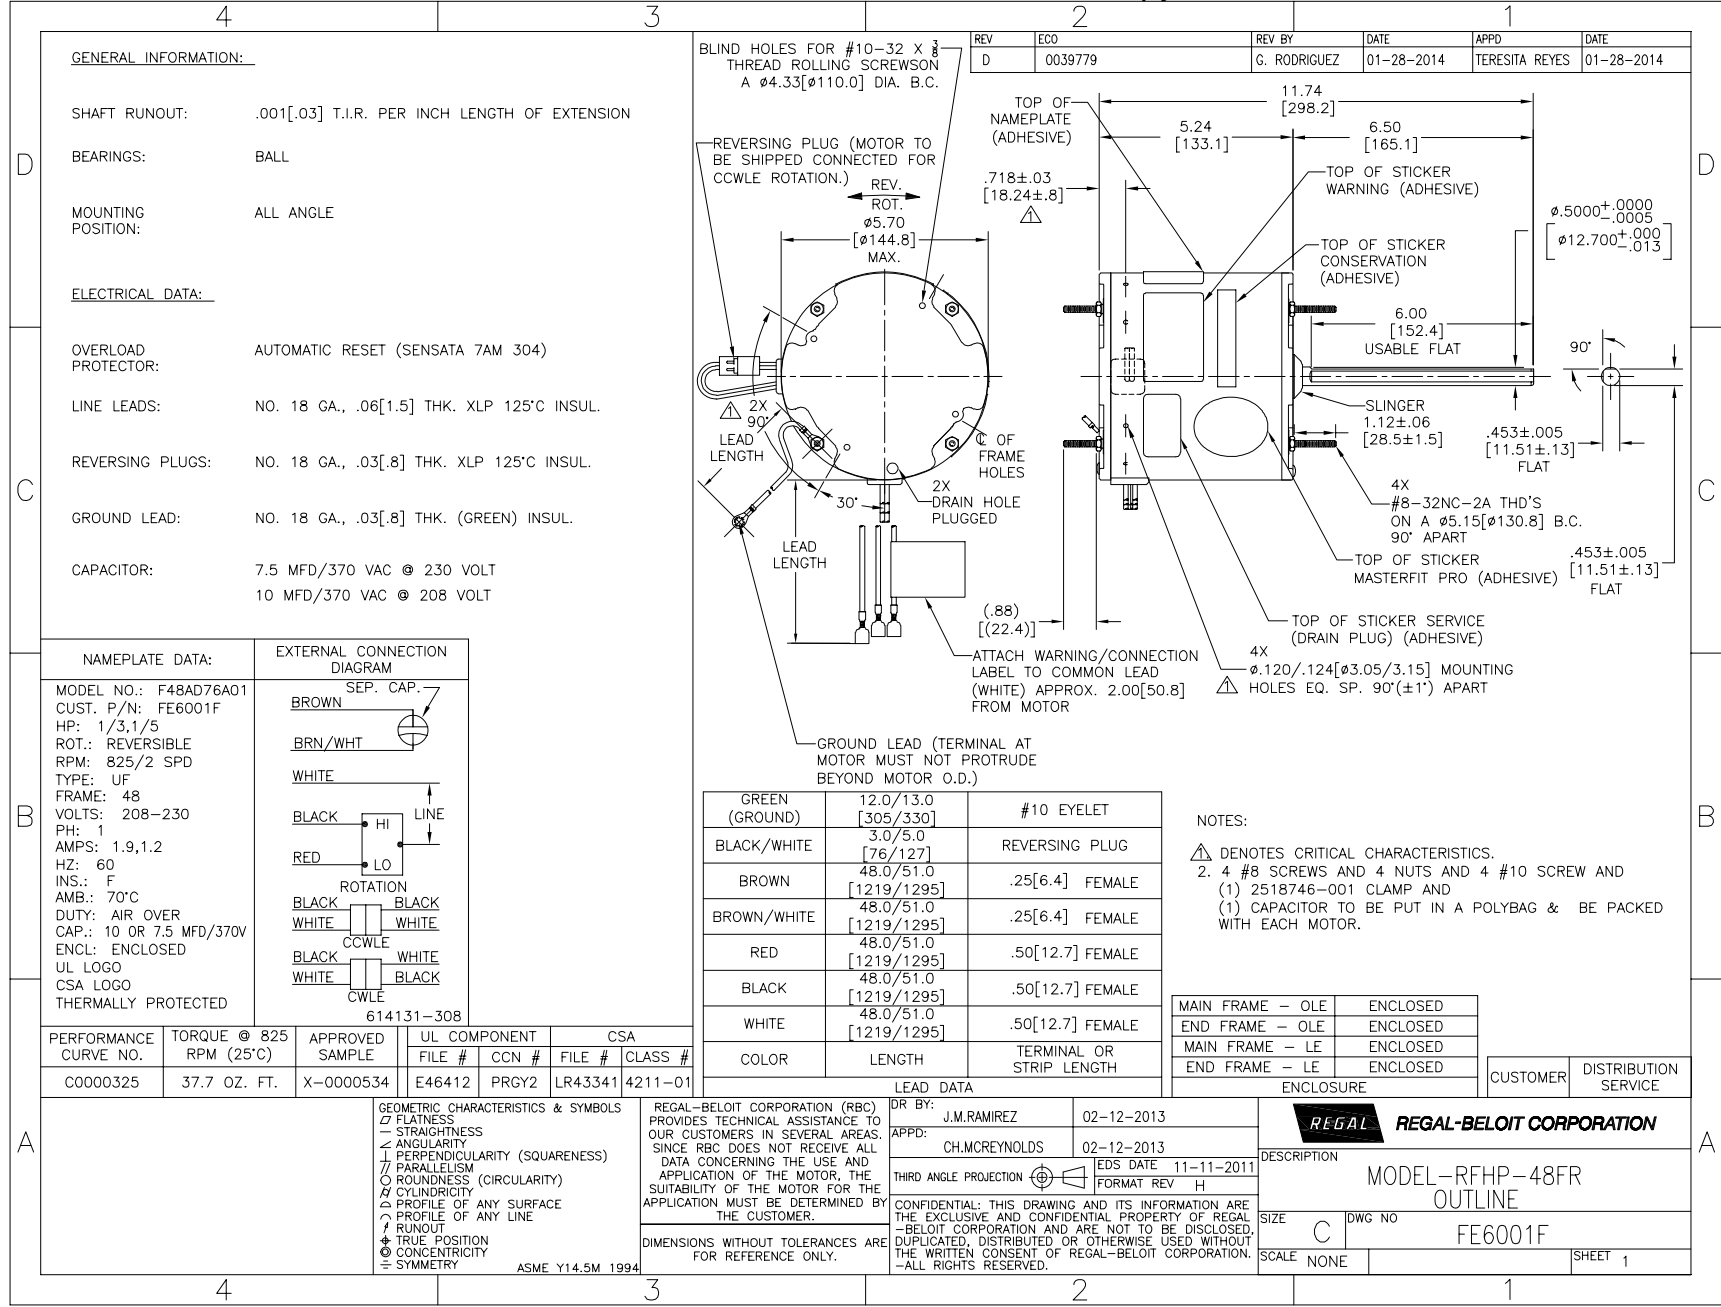 4
3
2
1
GENERAL INFORMATION:
SHAFT RUNOUT: .001[.03] T.I.R. PER INCH LENGTH OF EXTENSION
BEARINGS: BALL
MOUNTING POSITION: ALL ANGLE
ELECTRICAL DATA:
OVERLOAD PROTECTOR: AUTOMATIC RESET (SENSATA 7AM 304)
LINE LEADS: NO. 18 GA., .06[1.5] THK. XLP 125°C INSUL.
REVERSING PLUGS: NO. 18 GA., .03[.8] THK. XLP 125°C INSUL.
GROUND LEAD: NO. 18 GA., .03[.8] THK. (GREEN) INSUL.
CAPACITOR: 7.5 MFD/370 VAC @ 230 VOLT
10 MFD/370 VAC @ 208 VOLT
D
C
B
A
BLIND HOLES FOR #10-32 X 3/8
THREAD ROLLING SCREWSON
A ø4.33[ø110.0] DIA. B.C.
REV ECO REV BY DATE APPD DATE
D 0039779 G. RODRIGUEZ 01-28-2014 TERESITA REYES 01-28-2014
REVERSING PLUG (MOTOR TO
BE SHIPPED CONNECTED FOR
CCWLE ROTATION.)
REV.
ROT.
ø5.70
[ø144.8]
MAX.
2X
90°
LEAD
LENGTH
30°
LEAD
LENGTH
℄ OF
FRAME
HOLES
2X
DRAIN HOLE
PLUGGED
ATTACH WARNING/CONNECTION
LABEL TO COMMON LEAD
(WHITE) APPROX. 2.00[50.8]
FROM MOTOR
GROUND LEAD (TERMINAL AT
MOTOR MUST NOT PROTRUDE
BEYOND MOTOR O.D.)
1
TOP OF
NAMEPLATE
(ADHESIVE)
11.74
[298.2]
5.24
[133.1]
6.50
[165.1]
.718±.03
[18.24±.8]
1
TOP OF STICKER
WARNING (ADHESIVE)
TOP OF STICKER
CONSERVATION
(ADHESIVE)
ø.5000+.0000 -.0005
[ø12.700+.000 -.013]
6.00
[152.4]
USABLE FLAT
90°
SLINGER
1.12±.06
[28.5±1.5]
.453±.005
[11.51±.13]
FLAT
4X
#8-32NC-2A THD'S
ON A ø5.15[ø130.8] B.C.
90° APART
.453±.005
[11.51±.13]
FLAT
TOP OF STICKER
MASTERFIT PRO (ADHESIVE)
(.88)
[(22.4)]
TOP OF STICKER SERVICE
(DRAIN PLUG) (ADHESIVE)
4X
ø.120/.124[ø3.05/3.15] MOUNTING
1 HOLES EQ. SP. 90°(±1°) APART
NAMEPLATE DATA:
MODEL NO.: F48AD76A01
CUST. P/N: FE6001F
HP: 1/3,1/5
ROT.: REVERSIBLE
RPM: 825/2 SPD
TYPE: UF
FRAME: 48
VOLTS: 208-230
PH: 1
AMPS: 1.9,1.2
HZ: 60
INS.: F
AMB.: 70°C
DUTY: AIR OVER
CAP.: 10 OR 7.5 MFD/370V
ENCL: ENCLOSED
UL LOGO
CSA LOGO
THERMALLY PROTECTED
EXTERNAL CONNECTION
DIAGRAM
SEP. CAP.
BROWN
BRN/WHT
WHITE
BLACK HI LINE
RED LO
ROTATION
BLACK BLACK
WHITE WHITE
CCWLE
BLACK WHITE
WHITE BLACK
CWLE
614131-308
PERFORMANCE CURVE NO. TORQUE @ 825 RPM (25°C) APPROVED SAMPLE UL COMPONENT CSA
FILE # CCN # FILE # CLASS #
C0000325 37.7 OZ. FT. X-0000534 E46412 PRGY2 LR43341 4211-01
GREEN (GROUND) 12.0/13.0 [305/330] #10 EYELET
BLACK/WHITE 3.0/5.0 [76/127] REVERSING PLUG
BROWN 48.0/51.0 [1219/1295] .25[6.4] FEMALE
BROWN/WHITE 48.0/51.0 [1219/1295] .25[6.4] FEMALE
RED 48.0/51.0 [1219/1295] .50[12.7] FEMALE
BLACK 48.0/51.0 [1219/1295] .50[12.7] FEMALE
WHITE 48.0/51.0 [1219/1295] .50[12.7] FEMALE
COLOR LENGTH TERMINAL OR STRIP LENGTH
LEAD DATA
NOTES:
1 DENOTES CRITICAL CHARACTERISTICS.
2. 4 #8 SCREWS AND 4 NUTS AND 4 #10 SCREW AND
(1) 2518746-001 CLAMP AND
(1) CAPACITOR TO BE PUT IN A POLYBAG & BE PACKED
WITH EACH MOTOR.
MAIN FRAME - OLE ENCLOSED
END FRAME - OLE ENCLOSED
MAIN FRAME - LE ENCLOSED
END FRAME - LE ENCLOSED
ENCLOSURE
CUSTOMER DISTRIBUTION SERVICE
GEOMETRIC CHARACTERISTICS & SYMBOLS
⏥ FLATNESS
— STRAIGHTNESS
∠ ANGULARITY
⊥ PERPENDICULARITY (SQUARENESS)
// PARALLELISM
○ ROUNDNESS (CIRCULARITY)
⌭ CYLINDRICITY
⌓ PROFILE OF ANY SURFACE
⌒ PROFILE OF ANY LINE
↗ RUNOUT
⌖ TRUE POSITION
◎ CONCENTRICITY
⌯ SYMMETRY
ASME Y14.5M 1994
REGAL-BELOIT CORPORATION (RBC)
PROVIDES TECHNICAL ASSISTANCE TO
OUR CUSTOMERS IN SEVERAL AREAS.
SINCE RBC DOES NOT RECEIVE ALL
DATA CONCERNING THE USE AND
APPLICATION OF THE MOTOR, THE
SUITABILITY OF THE MOTOR FOR THE
APPLICATION MUST BE DETERMINED BY
THE CUSTOMER.
DIMENSIONS WITHOUT TOLERANCES ARE
FOR REFERENCE ONLY.
DR BY: J.M.RAMIREZ 02-12-2013
APPD: CH.MCREYNOLDS 02-12-2013
THIRD ANGLE PROJECTION
EDS DATE 11-11-2011
FORMAT REV H
CONFIDENTIAL: THIS DRAWING AND ITS INFORMATION ARE
THE EXCLUSIVE AND CONFIDENTIAL PROPERTY OF REGAL
-BELOIT CORPORATION AND ARE NOT TO BE DISCLOSED,
DUPLICATED, DISTRIBUTED OR OTHERWISE USED WITHOUT
THE WRITTEN CONSENT OF REGAL-BELOIT CORPORATION.
-ALL RIGHTS RESERVED.
REGAL REGAL-BELOIT CORPORATION
DESCRIPTION
MODEL-RFHP-48FR
OUTLINE
SIZE C DWG NO FE6001F
SCALE NONE SHEET 1
D
C
B
A
4
3
2
1